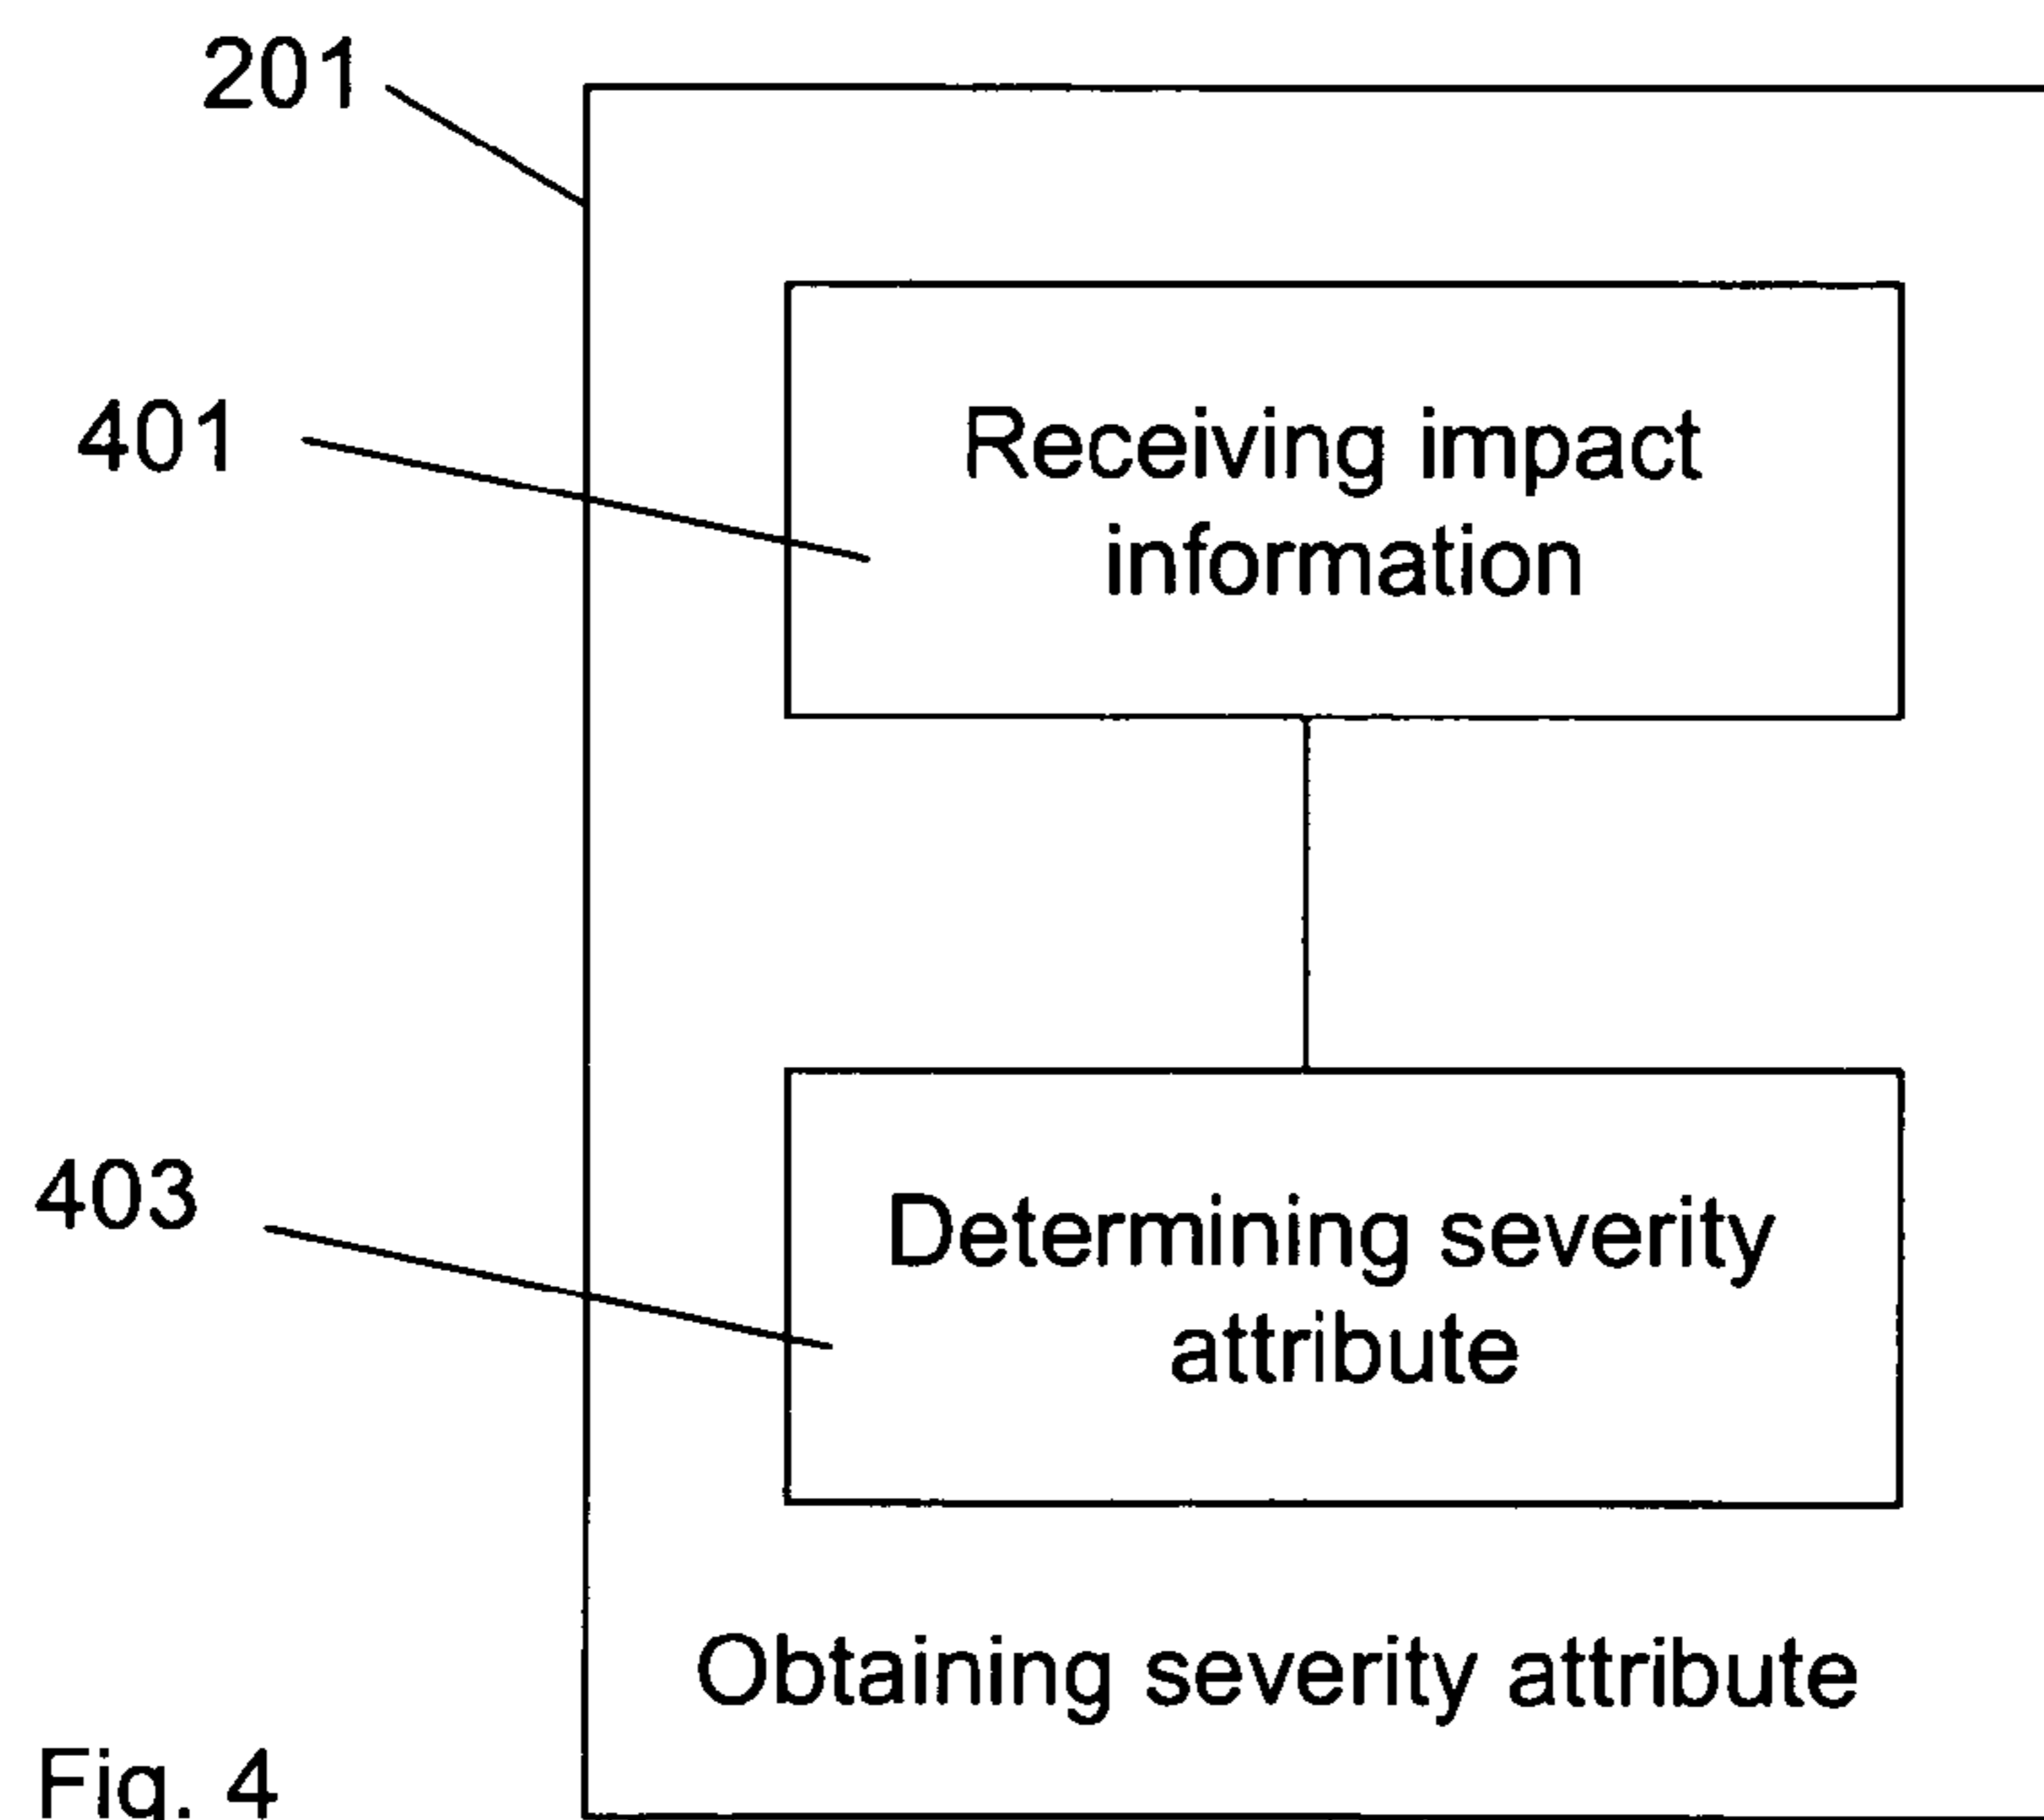 201
401
Receiving impact
information
403
Determining severity
attribute
Obtaining severity attribute
Fig. 4